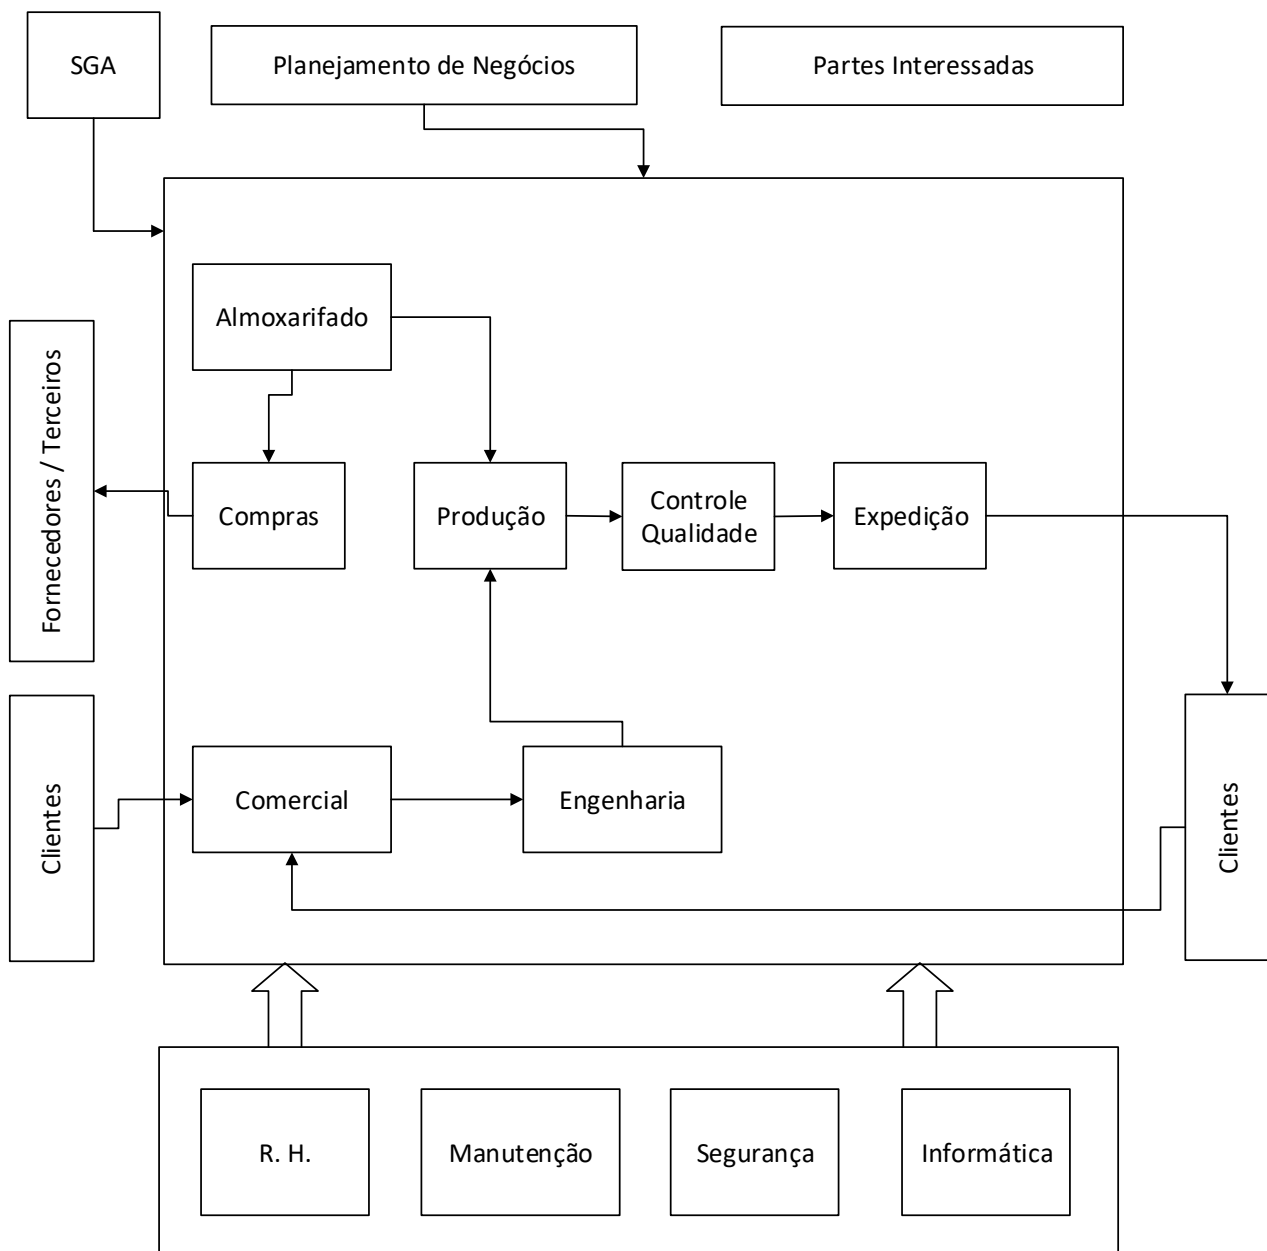 SGA
Planejamento de Negócios
Partes Interessadas
Almoxarifado
Fornecedores / Terceiros
Compras
Produção
Controle
Qualidade
Expedição
Clientes
Comercial
Engenharia
Clientes
R. H.
Manutenção
Segurança
Informática